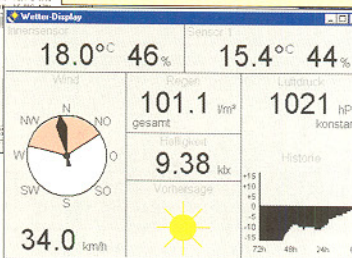 Wetter-Display
Innensensor
Sensor 1
18.0°C 46%
15.4°C 44%
Wind
Regen
Luftdruck
101.1 l/m²
gesamt
1021 hP
konstar
N
NW
NO
W
O
SW
SO
S
Helligkeit
9.38 klx
Historie
Vorhersage
+15
+10
+5
0
-5
-10
-15
72h 48h 24h
34.0 km/h